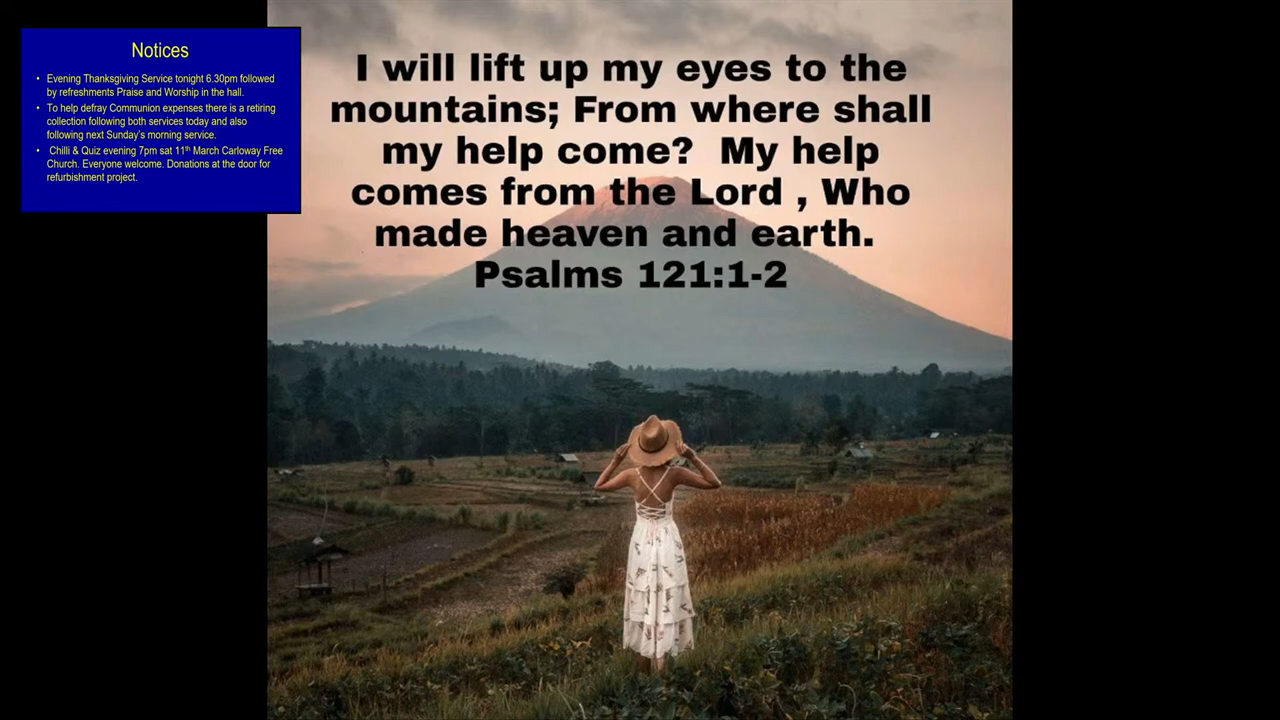 Notices
• Evening Thanksgiving Service tonight 6.30pm followed
by refreshments Praise and Worship in the hall.
• To help defray Communion expenses there is a retiring
collection following both services today and also
following next Sunday's morning service.
• Chilli & Quiz evening 7pm sat 11th March Carloway Free
Church. Everyone welcome. Donations at the door for
refurbishment project.
I will lift up my eyes to the
mountains; From where shall
my help come? My help
comes from the Lord , Who
made heaven and earth.
Psalms 121:1-2